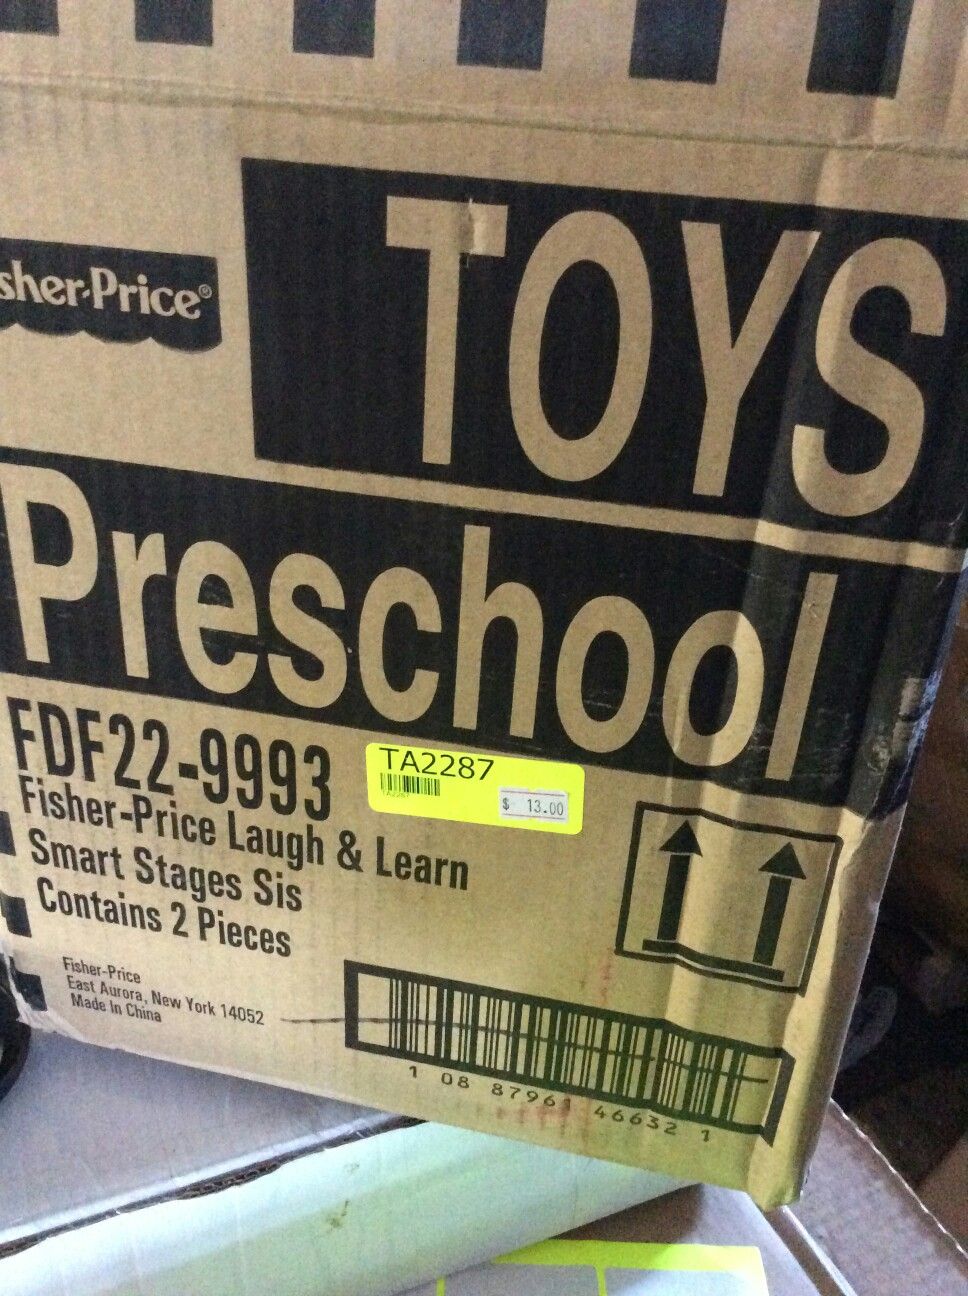 sher-Price®
TOYS
Preschool
FDF22-9993
Fisher-Price Laugh & Learn
Smart Stages Sis
Contains 2 Pieces
TA2287
TA2287
$ 13.00
Fisher-Price
East Aurora, New York 14052
Made In China
1 08 87961 46632 1